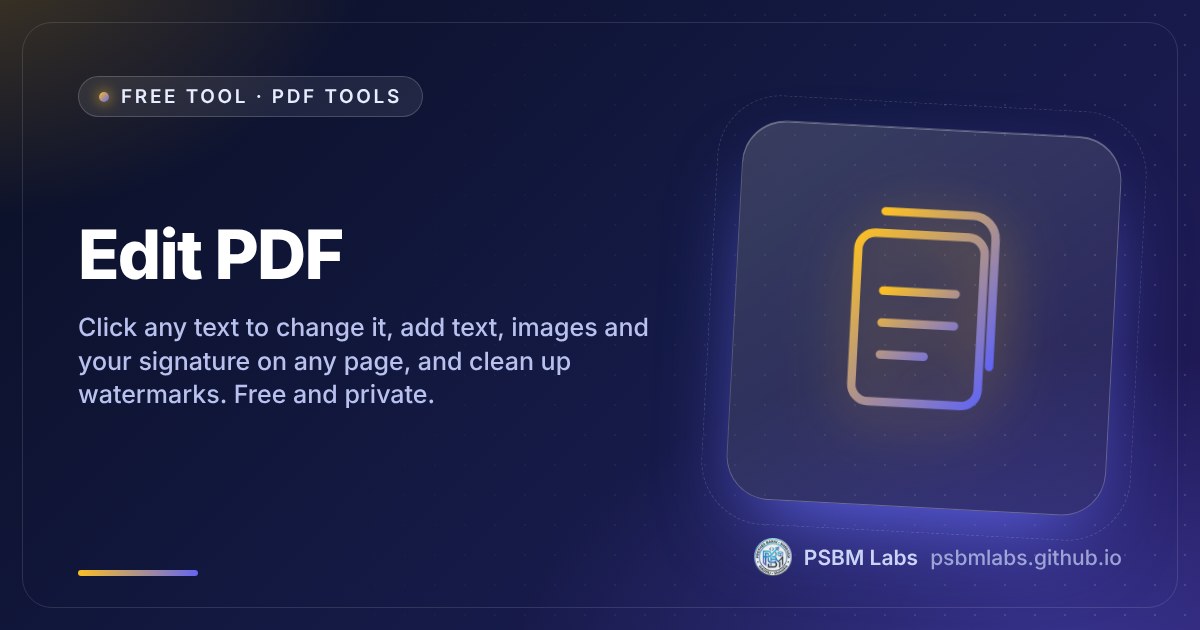 FREE TOOL · PDF TOOLS
Edit PDF
Click any text to change it, add text, images and
your signature on any page, and clean up
watermarks. Free and private.
PSBM Labs psbmlabs.github.io